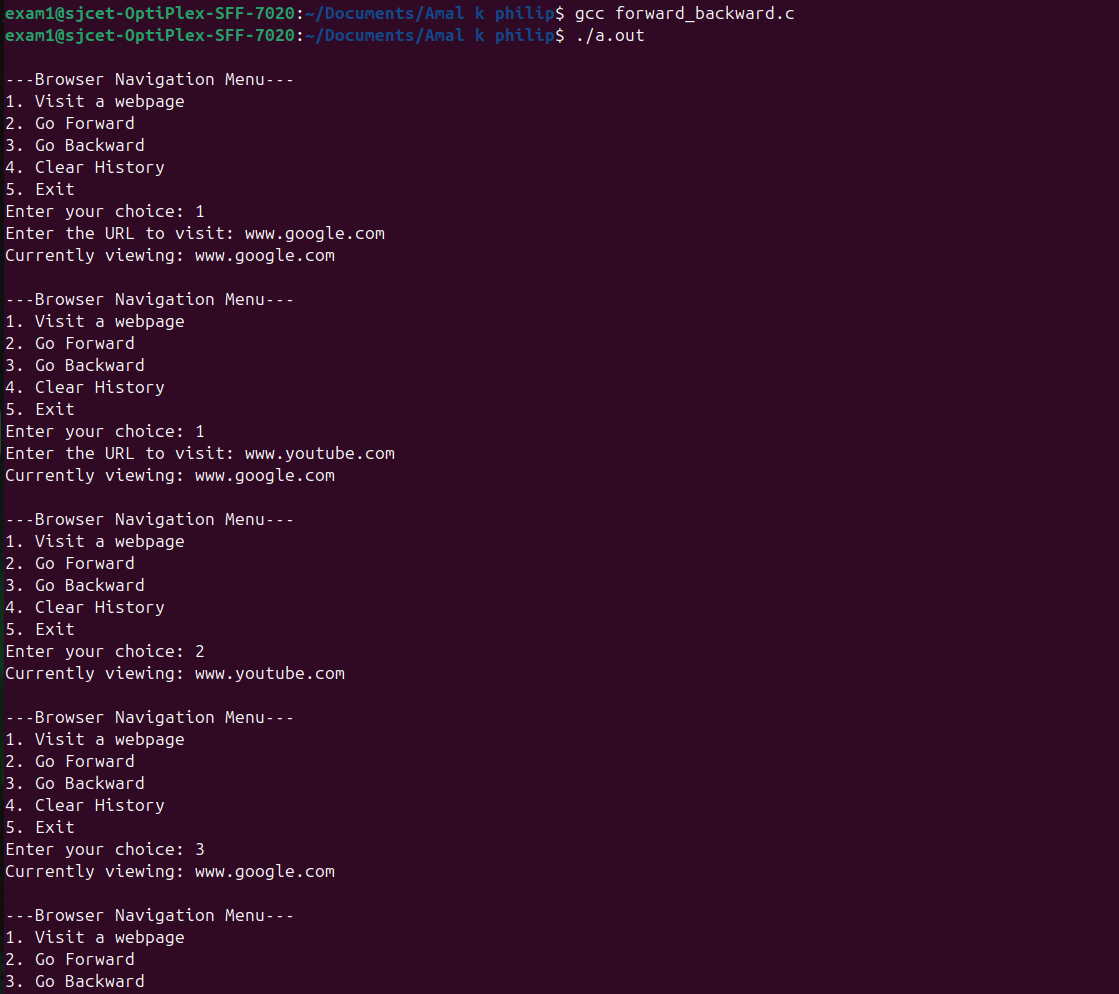 exam1@sjcet-OptiPlex-SFF-7020:~/Documents/Amal k philip$ gcc forward_backward.c
exam1@sjcet-OptiPlex-SFF-7020:~/Documents/Amal k philip$ ./a.out
---Browser Navigation Menu---
1. Visit a webpage
2. Go Forward
3. Go Backward
4. Clear History
5. Exit
Enter your choice: 1
Enter the URL to visit: www.google.com
Currently viewing: www.google.com
---Browser Navigation Menu---
1. Visit a webpage
2. Go Forward
3. Go Backward
4. Clear History
5. Exit
Enter your choice: 1
Enter the URL to visit: www.youtube.com
Currently viewing: www.google.com
---Browser Navigation Menu---
1. Visit a webpage
2. Go Forward
3. Go Backward
4. Clear History
5. Exit
Enter your choice: 2
Currently viewing: www.youtube.com
---Browser Navigation Menu---
1. Visit a webpage
2. Go Forward
3. Go Backward
4. Clear History
5. Exit
Enter your choice: 3
Currently viewing: www.google.com
---Browser Navigation Menu---
1. Visit a webpage
2. Go Forward
3. Go Backward